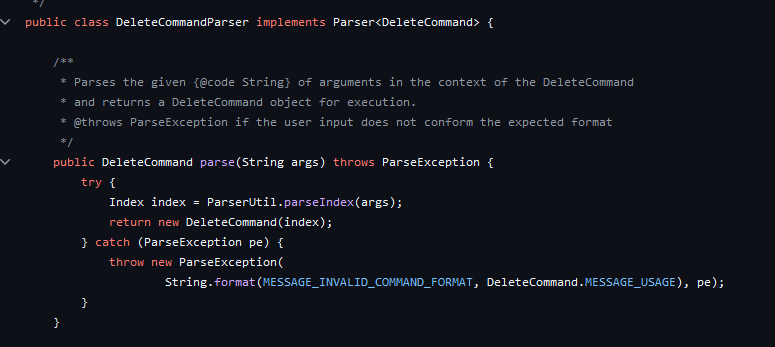 */
public class DeleteCommandParser implements Parser<DeleteCommand> {
/**
* Parses the given {@code String} of arguments in the context of the DeleteCommand
* and returns a DeleteCommand object for execution.
* @throws ParseException if the user input does not conform the expected format
*/
public DeleteCommand parse(String args) throws ParseException {
try {
Index index = ParserUtil.parseIndex(args);
return new DeleteCommand(index);
} catch (ParseException pe) {
throw new ParseException(
String.format(MESSAGE_INVALID_COMMAND_FORMAT, DeleteCommand.MESSAGE_USAGE), pe);
}
}